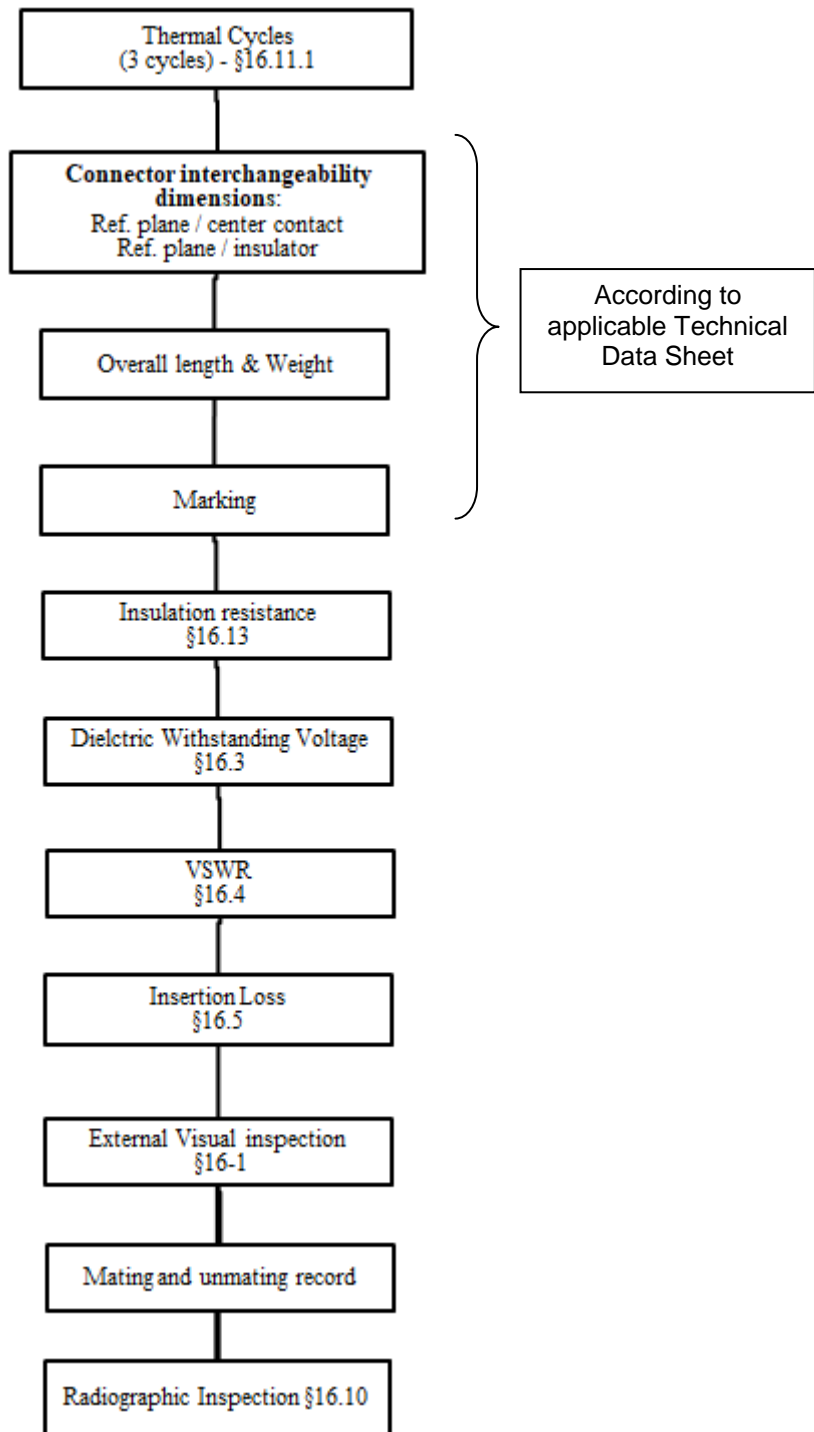 Thermal Cycles
(3 cycles) - §16.11.1
Connector interchangeability
dimensions:
Ref. plane / center contact
Ref. plane / insulator
According to
applicable Technical
Data Sheet
Overall length & Weight
Marking
Insulation resistance
§16.13
Dielctric Withstanding Voltage
§16.3
VSWR
§16.4
Insertion Loss
§16.5
External Visual inspection
§16-1
Mating and unmating record
Radiographic Inspection §16.10